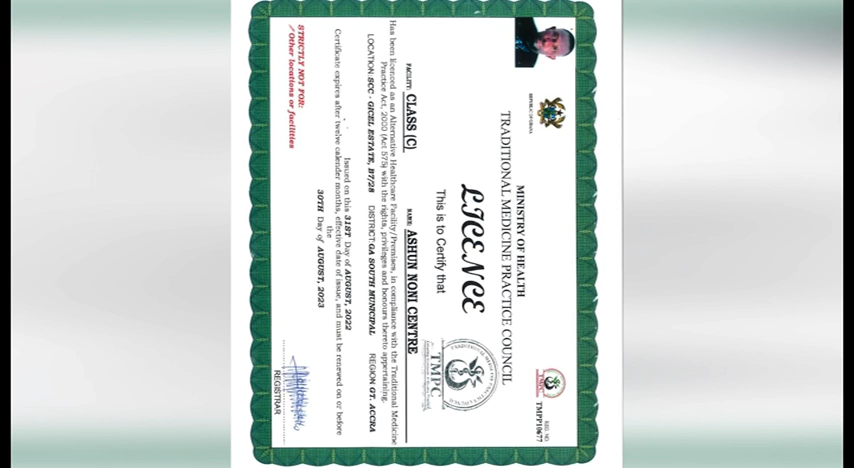 REPUBLIC OF GHANA
REG. NO.
TMPP10677
TMPC
MINISTRY OF HEALTH
TRADITIONAL MEDICINE PRACTICE COUNCIL
LICENCE
This is to Certify that
TMPC
FACILITY: CLASS (C) NAME: ASHUN NONI CENTRE
Has been licenced as an Alternative Healthcare Facility/Premises, in compliance with the Traditional Medicine
Practice Act, 2000 (Act 575) with the rights, privileges and honours thereto appertaining.
LOCATION: SCC - GICEL ESTATE, B7/28 DISTRICT: GA SOUTH MUNICIPAL REGION GT. ACCRA
Issued on this 31ST Day of AUGUST, 2022
Certificate expires after twelve calender months, effective date of issue, and must be renewed on or before
the
30TH Day of AUGUST, 2023
STRICTLY NOT FOR:
/Other locations or facilities
REGISTRAR